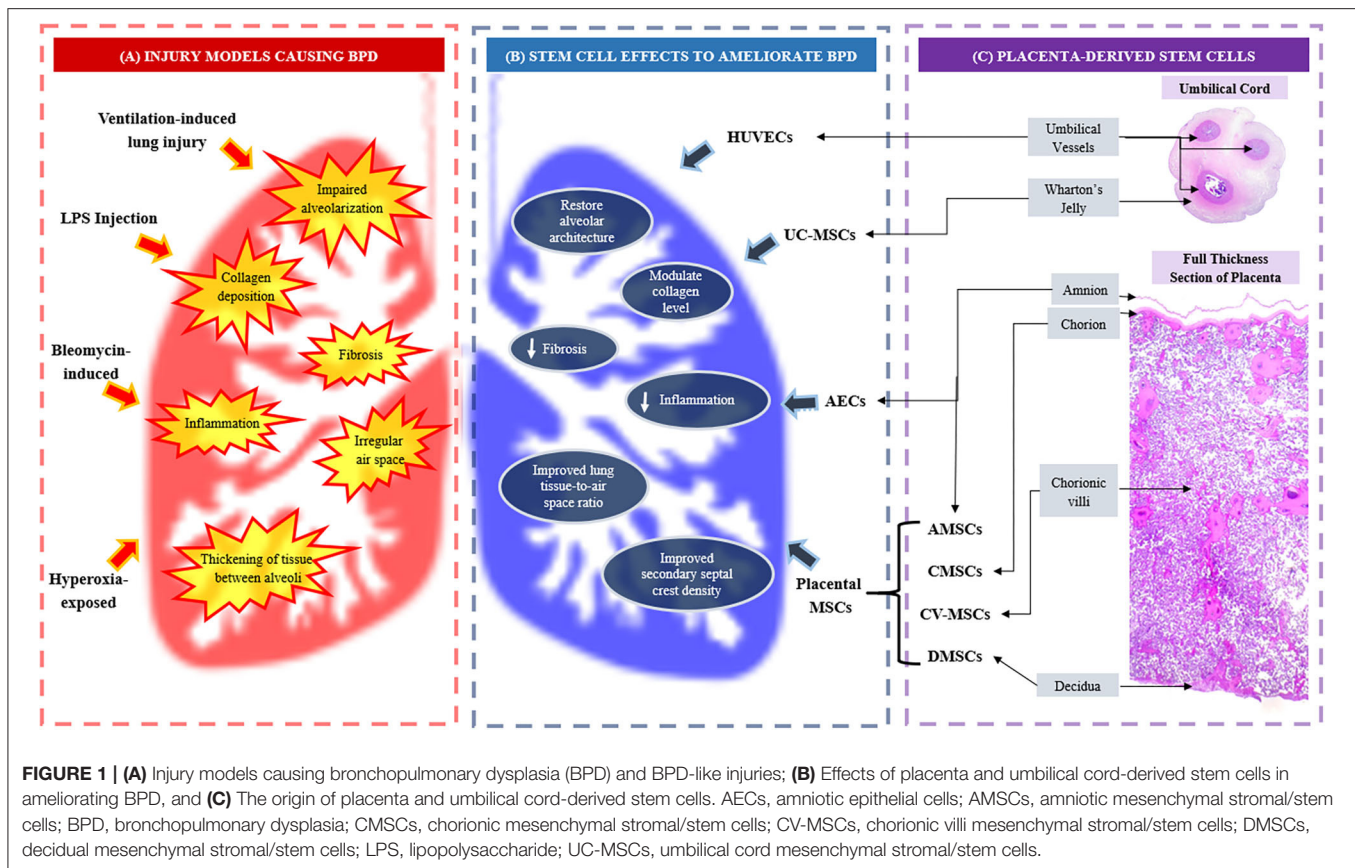 (A) INJURY MODELS CAUSING BPD
Ventilation-induced
lung injury
LPS Injection
Bleomycin-
induced
Hyperoxia-
exposed
Impaired
alveolarization
Collagen
deposition
Fibrosis
Inflammation
Irregular
air space
Thickening of tissue
between alveoli
(B) STEM CELL EFFECTS TO AMELIORATE BPD
Restore
alveolar
architecture
Modulate
collagen
level
↓ Fibrosis
↓ Inflammation
Improved lung
tissue-to-air
space ratio
Improved
secondary septal
crest density
HUVECs
UC-MSCs
AECs
Placental
MSCs
(C) PLACENTA-DERIVED STEM CELLS
Umbilical Cord
Umbilical
Vessels
Wharton's
Jelly
Full Thickness
Section of Placenta
Amnion
Chorion
Chorionic
villi
Decidua
AMSCs
CMSCs
CV-MSCs
DMSCs
FIGURE 1 | (A) Injury models causing bronchopulmonary dysplasia (BPD) and BPD-like injuries; (B) Effects of placenta and umbilical cord-derived stem cells in
ameliorating BPD, and (C) The origin of placenta and umbilical cord-derived stem cells. AECs, amniotic epithelial cells; AMSCs, amniotic mesenchymal stromal/stem
cells; BPD, bronchopulmonary dysplasia; CMSCs, chorionic mesenchymal stromal/stem cells; CV-MSCs, chorionic villi mesenchymal stromal/stem cells; DMSCs,
decidual mesenchymal stromal/stem cells; LPS, lipopolysaccharide; UC-MSCs, umbilical cord mesenchymal stromal/stem cells.